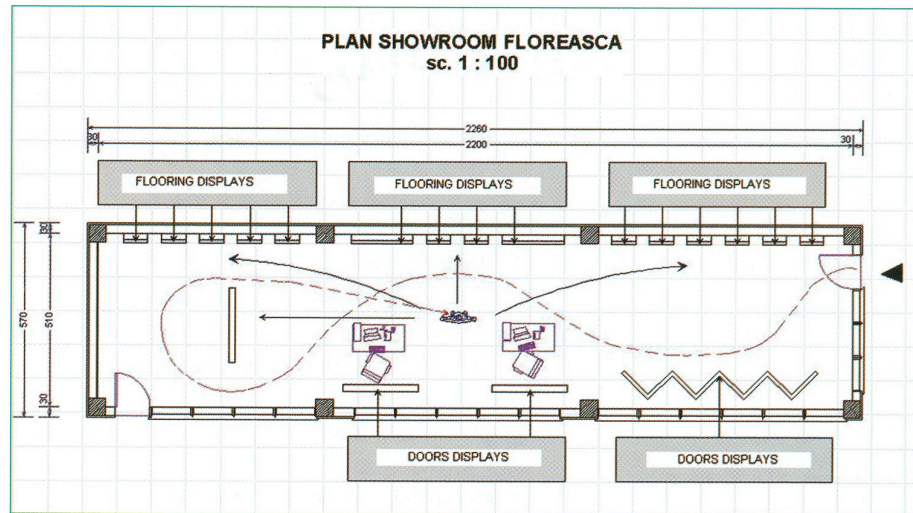 PLAN SHOWROOM FLOREASCA
sc. 1 : 100
2260
30
2200
30
FLOORING DISPLAYS
FLOORING DISPLAYS
FLOORING DISPLAYS
30
570
510
30
DOORS DISPLAYS
DOORS DISPLAYS